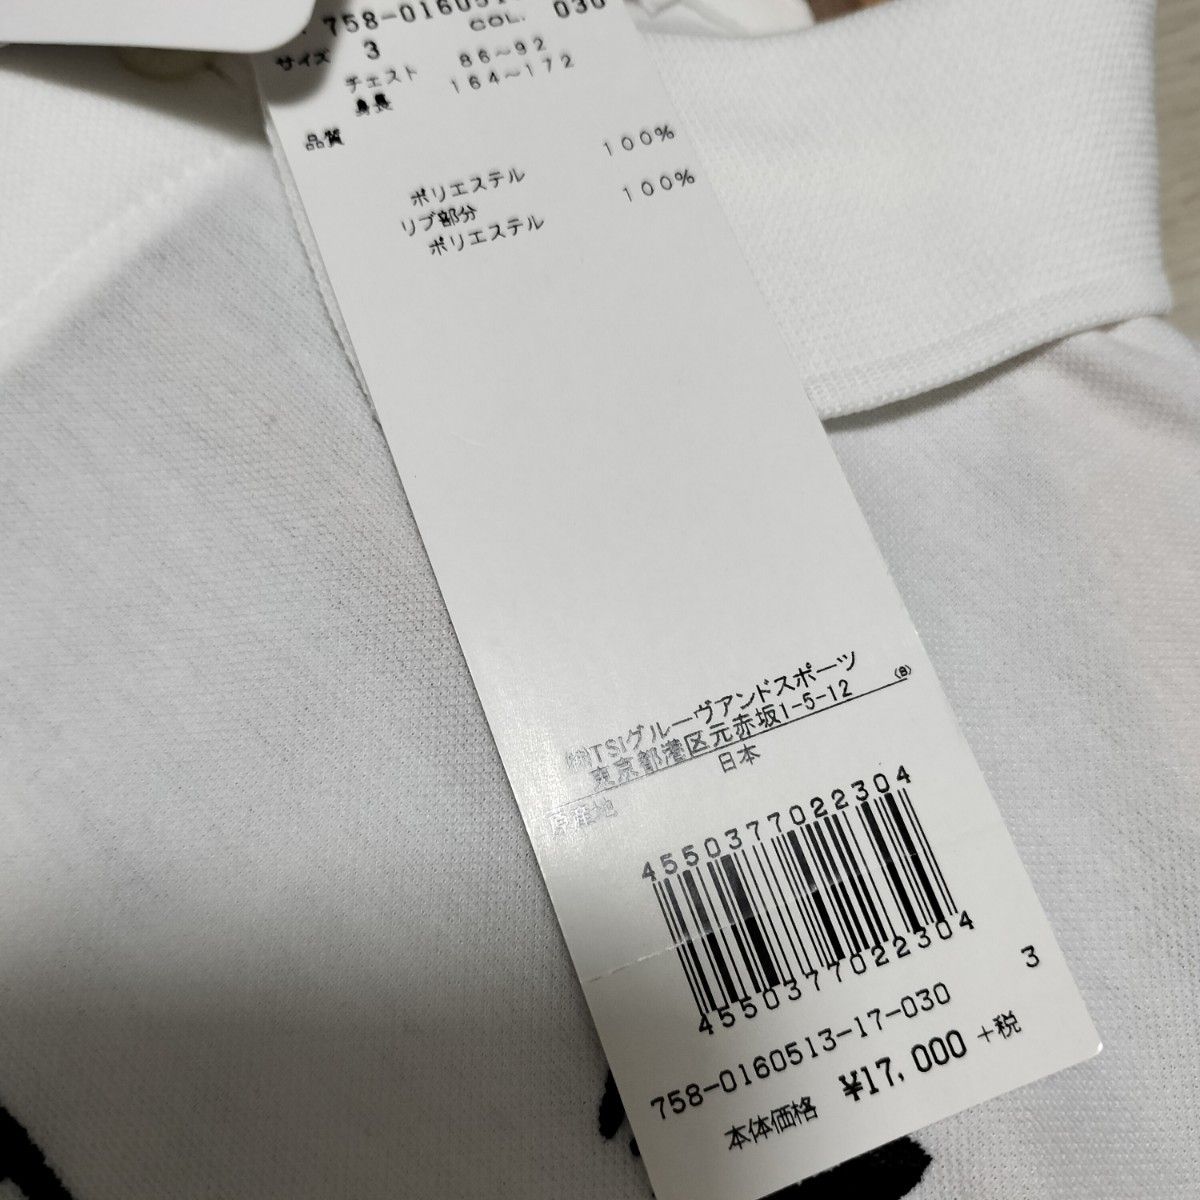 758-0160513
COL. 030
サイズ 3
チェスト 86～92
身長 164～172
品質
ポリエステル 100%
リブ部分
ポリエステル 100%
㈱TSIグルーヴアンドスポーツ
東京都港区元赤坂1-5-12 (B)
原産地 日本
4550377022304
4550377022304
758-0160513-17-030 3
本体価格 ¥17,000 +税